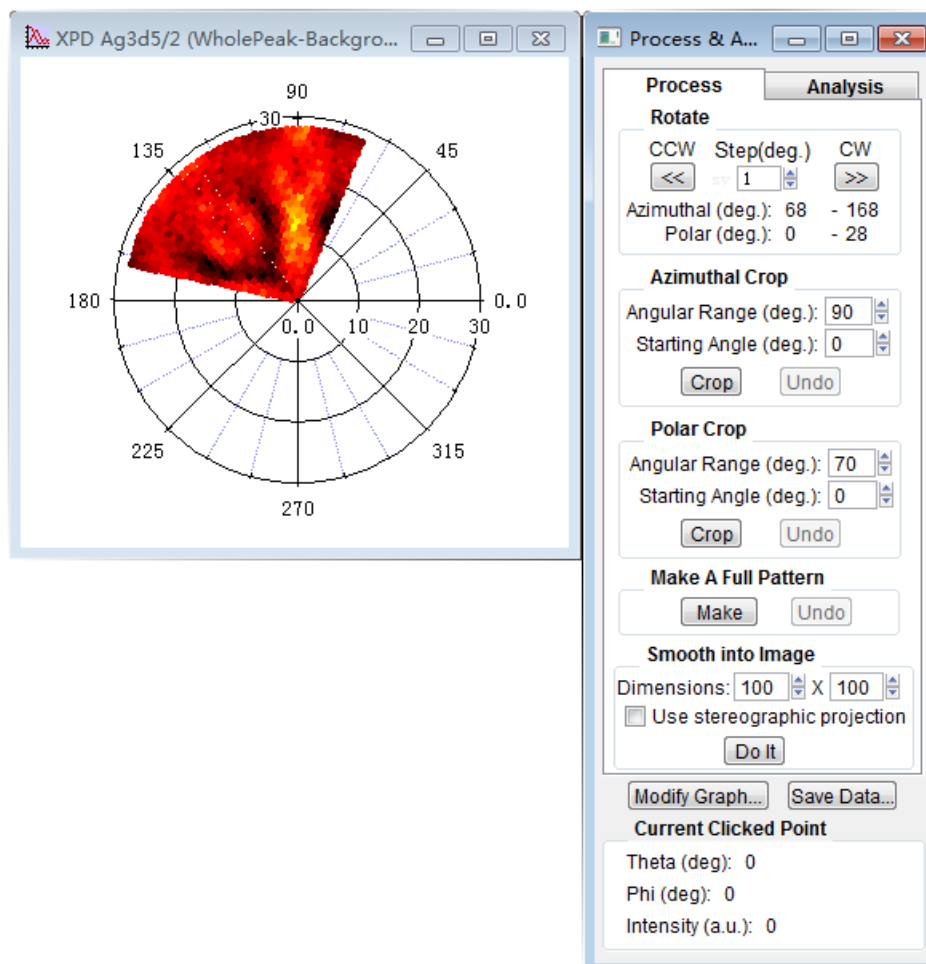 XPD Ag3d5/2 (WholePeak-Backgro...
90
30
135
45
180
0.0
0.0
10
20
30
225
315
270
Process & A...
Process
Analysis
Rotate
CCW Step(deg.) CW
<< 1 >>
Azimuthal (deg.): 68 - 168
Polar (deg.): 0 - 28
Azimuthal Crop
Angular Range (deg.): 90
Starting Angle (deg.): 0
Crop Undo
Polar Crop
Angular Range (deg.): 70
Starting Angle (deg.): 0
Crop Undo
Make A Full Pattern
Make Undo
Smooth into Image
Dimensions: 100 X 100
Use stereographic projection
Do It
Modify Graph... Save Data...
Current Clicked Point
Theta (deg): 0
Phi (deg): 0
Intensity (a.u.): 0